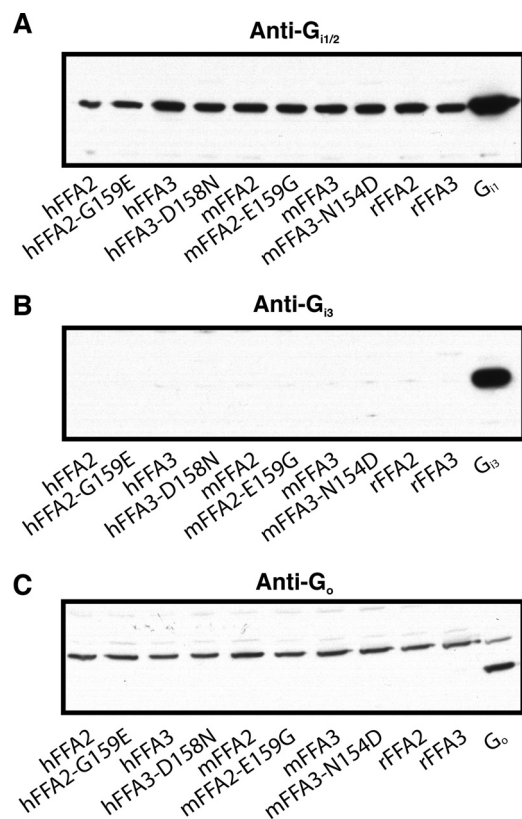 A
Anti-Gi1/2
hFFA2
hFFA2-G159E
hFFA3
hFFA3-D158N
mFFA2
mFFA2-E159G
mFFA3
mFFA3-N154D
rFFA2
rFFA3
Gi1
B
Anti-Gi3
hFFA2
hFFA2-G159E
hFFA3
hFFA3-D158N
mFFA2
mFFA2-E159G
mFFA3
mFFA3-N154D
rFFA2
rFFA3
Gi3
C
Anti-Go
hFFA2
hFFA2-G159E
hFFA3
hFFA3-D158N
mFFA2
mFFA2-E159G
mFFA3
mFFA3-N154D
rFFA2
rFFA3
Go